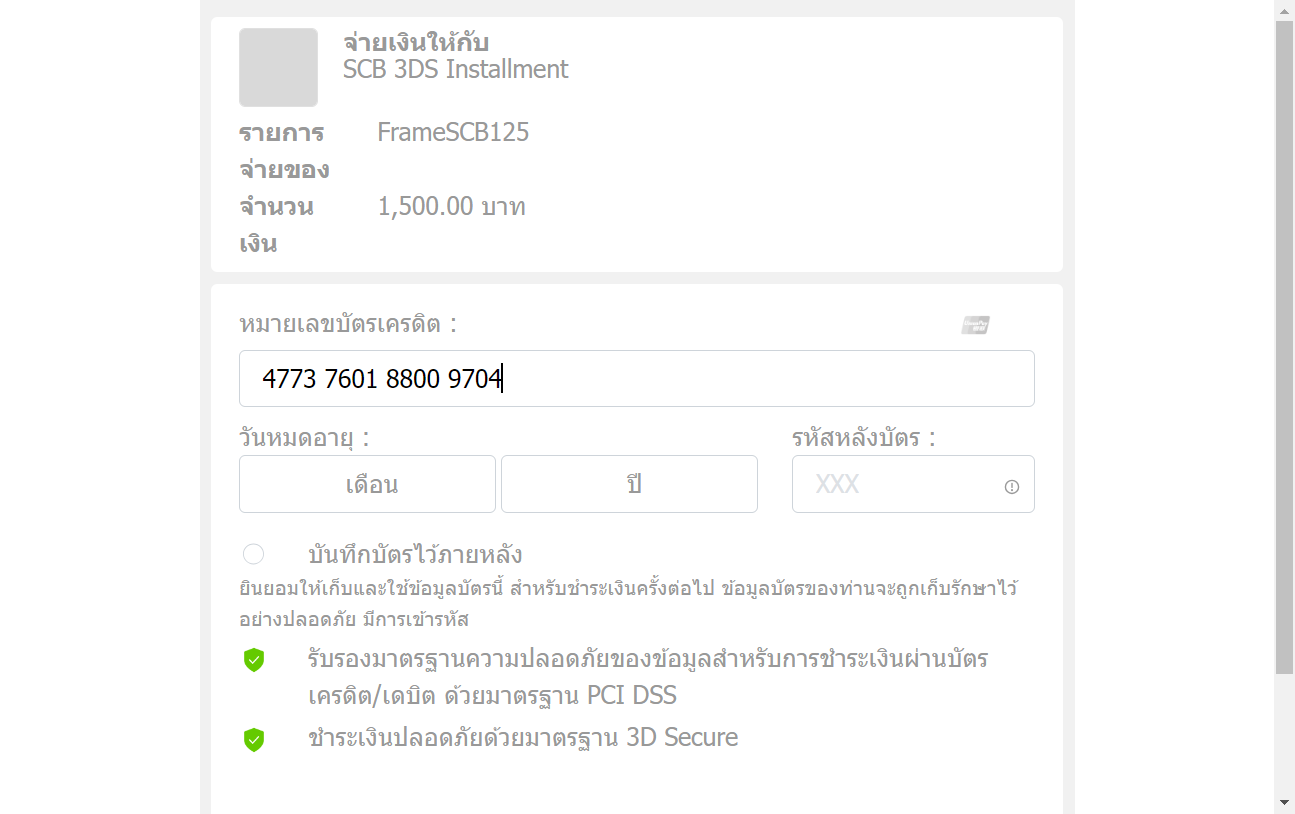 จ่ายเงินให้กับ
SCB 3DS Installment
รายการ FrameSCB125
จ่ายของ
จำนวน 1,500.00 บาท
เงิน
หมายเลขบัตรเครดิต :
4773 7601 8800 9704
วันหมดอายุ : รหัสหลังบัตร :
เดือน ปี XXX
บันทึกบัตรไว้ภายหลัง
ยินยอมให้เก็บและใช้ข้อมูลบัตรนี้ สำหรับชำระเงินครั้งต่อไป ข้อมูลบัตรของท่านจะถูกเก็บรักษาไว้
อย่างปลอดภัย มีการเข้ารหัส
รับรองมาตรฐานความปลอดภัยของข้อมูลสำหรับการชำระเงินผ่านบัตร
เครดิต/เดบิต ด้วยมาตรฐาน PCI DSS
ชำระเงินปลอดภัยด้วยมาตรฐาน 3D Secure